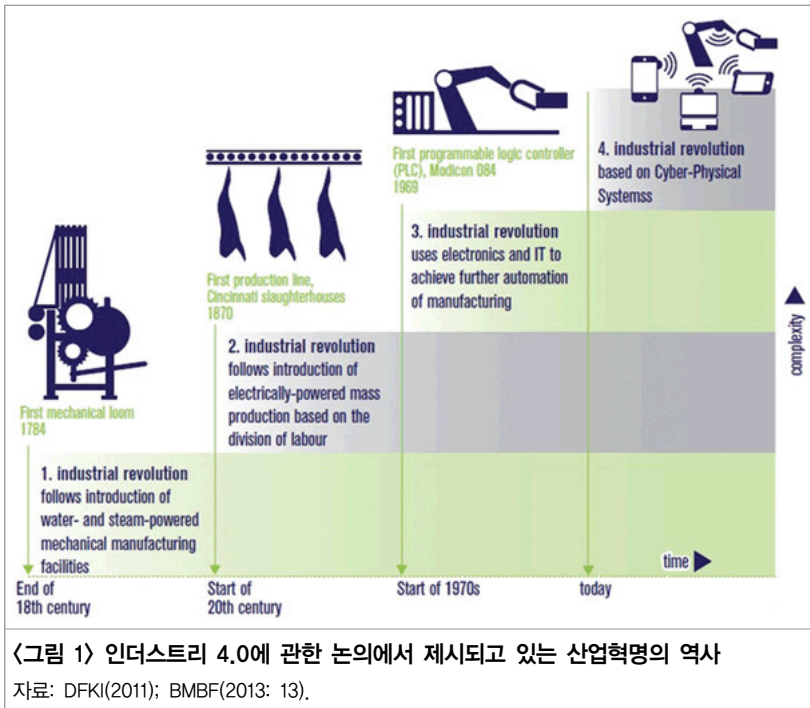 First programmable logic controller
(PLC), Modicon 084
1969
4. industrial revolution
based on Cyber-Physical
Systemss
3. industrial revolution
uses electronics and IT to
achieve further automation
of manufacturing
First production line,
Cincinnati slaughterhouses
1870
2. industrial revolution
follows introduction of
electrically-powered mass
production based on the
division of labour
First mechanical loom
1784
1. industrial revolution
follows introduction of
water- and steam-powered
mechanical manufacturing
facilities
complexity
time
End of
18th century
Start of
20th century
Start of 1970s
today
〈그림 1〉 인더스트리 4.0에 관한 논의에서 제시되고 있는 산업혁명의 역사
자료: DFKI(2011); BMBF(2013: 13).